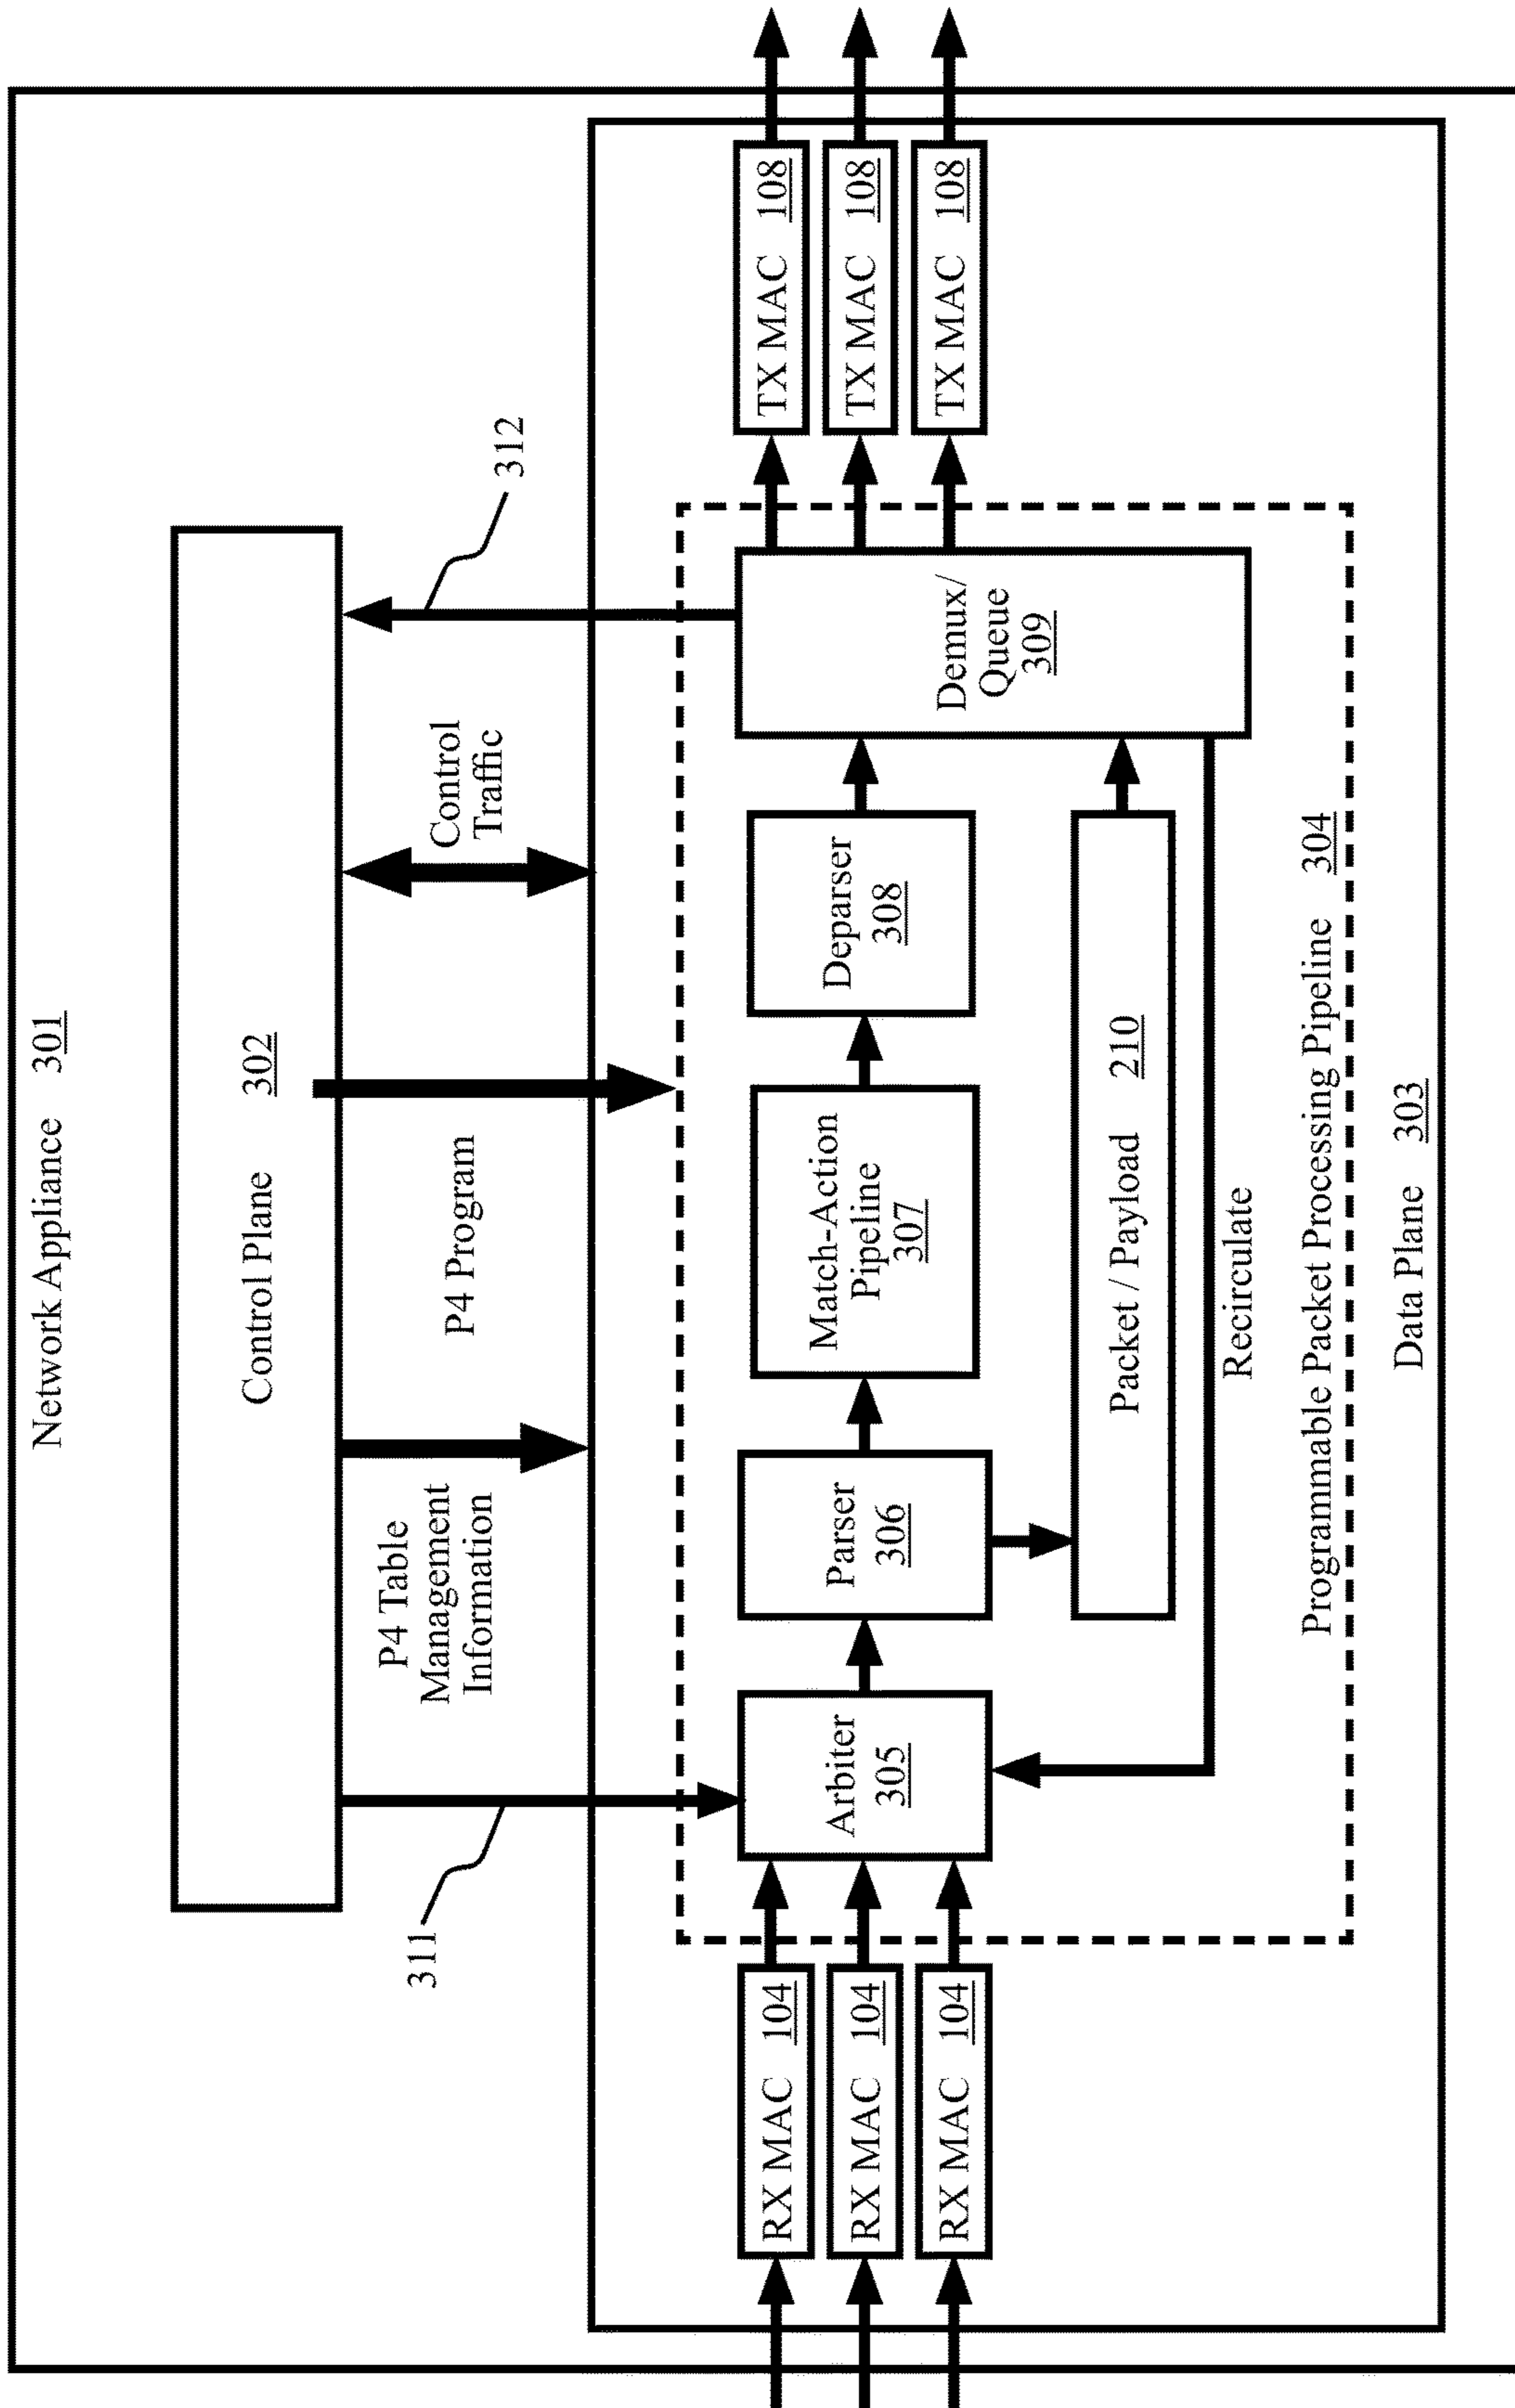 Network Appliance 301
Control Plane 302
311
P4 Table
Management
Information
P4 Program
Control
Traffic
312
RX MAC 104
RX MAC 104
RX MAC 104
Arbiter
305
Parser
306
Match-Action
Pipeline
307
Deparser
308
Demux/
Queue
309
TX MAC 108
TX MAC 108
TX MAC 108
Packet / Payload 210
Recirculate
Programmable Packet Processing Pipeline 304
Data Plane 303